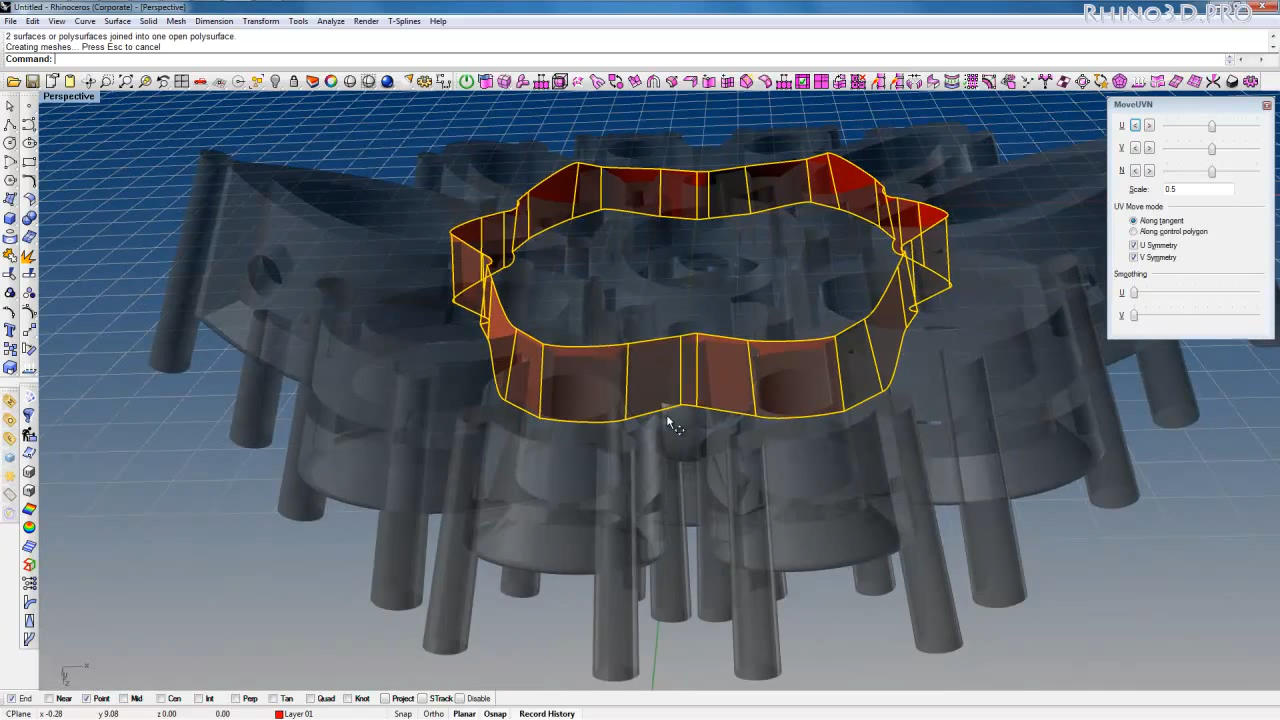 Untitled - Rhinoceros (Corporate) - [Perspective]
RHINO3D.PRO
File Edit View Curve Surface Solid Mesh Dimension Transform Tools Analyze Render T-Splines Help
2 surfaces or polysurfaces joined into one open polysurface.
Creating meshes... Press Esc to cancel
Command:
Perspective
MoveUVN
U < >
V < >
N < >
Scale: 0.5
UV Move mode
Along tangent
Along control polygon
U Symmetry
V Symmetry
Smoothing
U
V
x
y
z
End Near Point Mid Cen Int Perp Tan Quad Knot Project STrack Disable
CPlane x -0.28 y 9.08 z 0.00 0.00 Layer 01 Snap Ortho Planar Osnap Record History